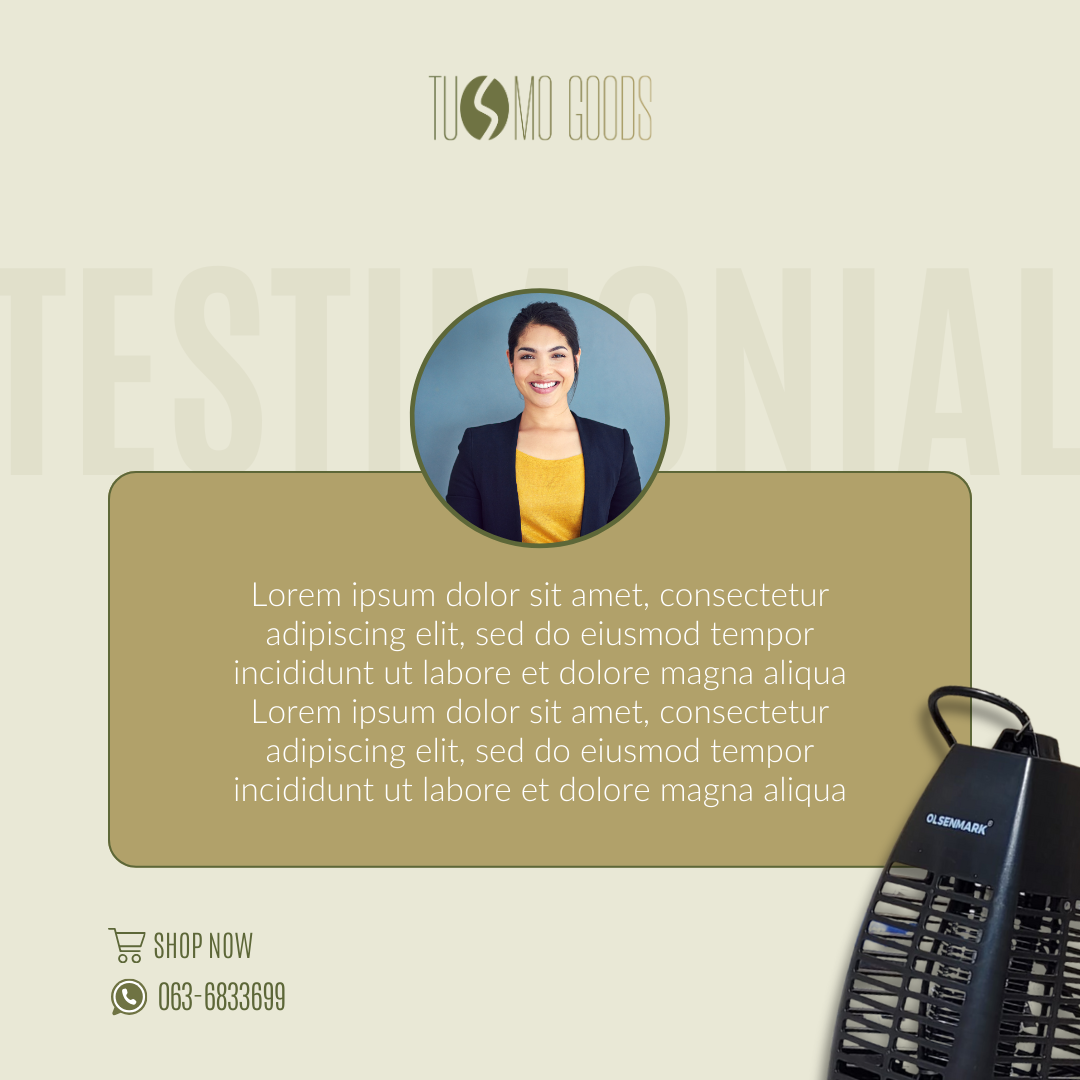 TUSMO GOODS
TESTIMONIAL
Lorem ipsum dolor sit amet, consectetur
adipiscing elit, sed do eiusmod tempor
incididunt ut labore et dolore magna aliqua
Lorem ipsum dolor sit amet, consectetur
adipiscing elit, sed do eiusmod tempor
incididunt ut labore et dolore magna aliqua
OLSENMARK®
SHOP NOW
063-6833699